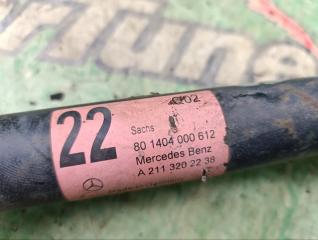 22
Sachs
80 1404 000 612
Mercedes Benz
A 211 320 22 38